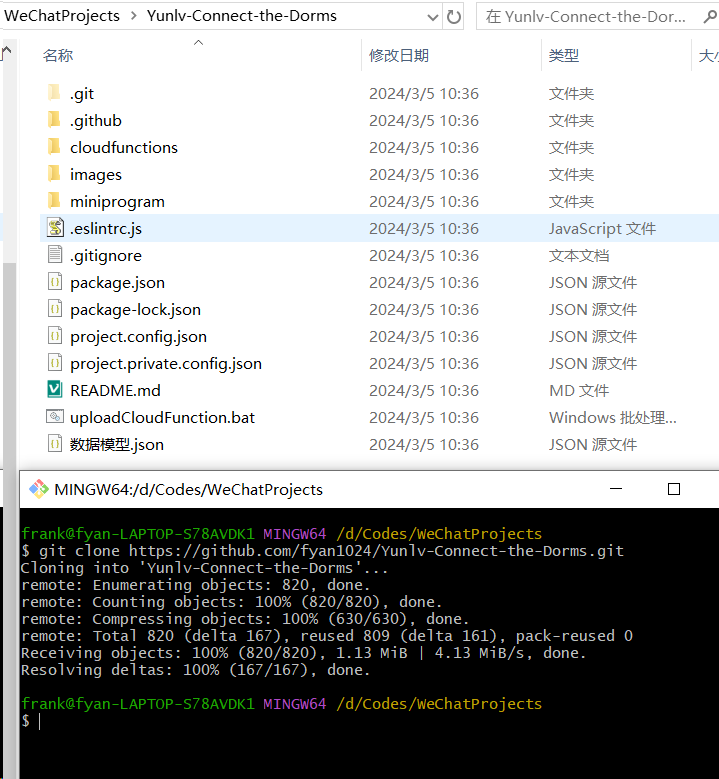 WeChatProjects > Yunlv-Connect-the-Dorms 在 Yunlv-Connect-the-Dor...
名称 修改日期 类型 大小
.git 2024/3/5 10:36 文件夹
.github 2024/3/5 10:36 文件夹
cloudfunctions 2024/3/5 10:36 文件夹
images 2024/3/5 10:36 文件夹
miniprogram 2024/3/5 10:36 文件夹
.eslintrc.js 2024/3/5 10:36 JavaScript 文件
.gitignore 2024/3/5 10:36 文本文档
package.json 2024/3/5 10:36 JSON 源文件
package-lock.json 2024/3/5 10:36 JSON 源文件
project.config.json 2024/3/5 10:36 JSON 源文件
project.private.config.json 2024/3/5 10:36 JSON 源文件
README.md 2024/3/5 10:36 MD 文件
uploadCloudFunction.bat 2024/3/5 10:36 Windows 批处理...
数据模型.json 2024/3/5 10:36 JSON 源文件
MINGW64:/d/Codes/WeChatProjects
frank@fyan-LAPTOP-S78AVDK1 MINGW64 /d/Codes/WeChatProjects
$ git clone https://github.com/fyan1024/Yunlv-Connect-the-Dorms.git
Cloning into 'Yunlv-Connect-the-Dorms'...
remote: Enumerating objects: 820, done.
remote: Counting objects: 100% (820/820), done.
remote: Compressing objects: 100% (630/630), done.
remote: Total 820 (delta 167), reused 809 (delta 161), pack-reused 0
Receiving objects: 100% (820/820), 1.13 MiB | 4.13 MiB/s, done.
Resolving deltas: 100% (167/167), done.
frank@fyan-LAPTOP-S78AVDK1 MINGW64 /d/Codes/WeChatProjects
$